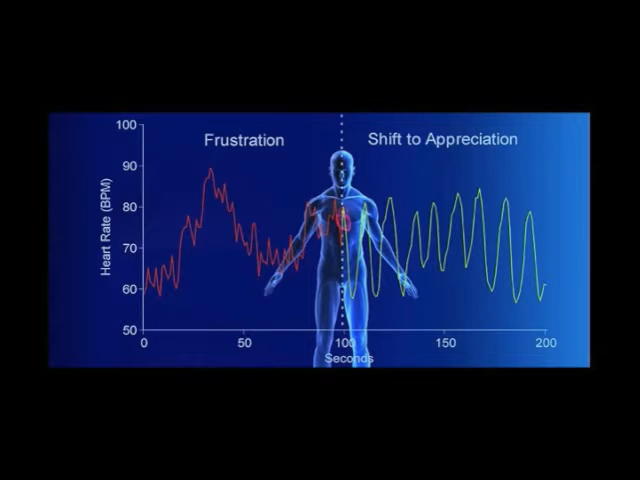 Frustration
Shift to Appreciation
Heart Rate (BPM)
100
90
80
70
60
50
0
50
100
150
200
Seconds